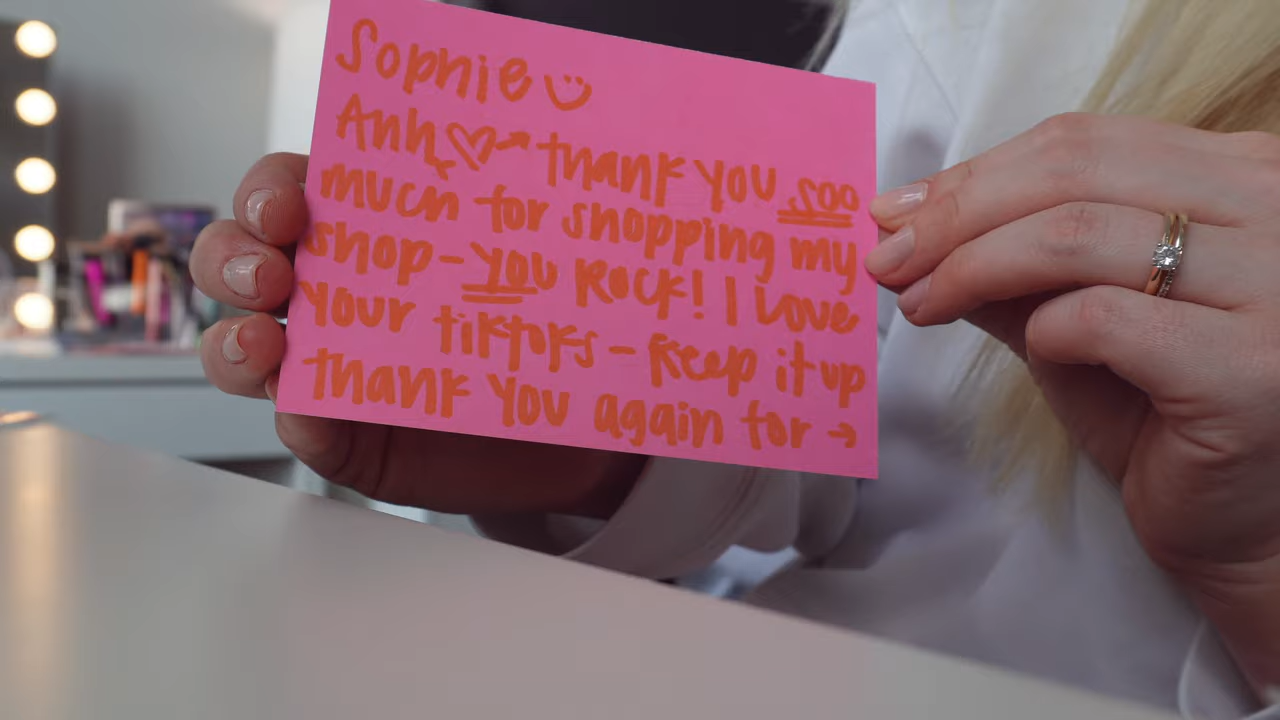 Sophie
Ahh thank you soo
much for shopping my
shop - you Rock! I love
your tiktoks - keep it up
thank you again for →